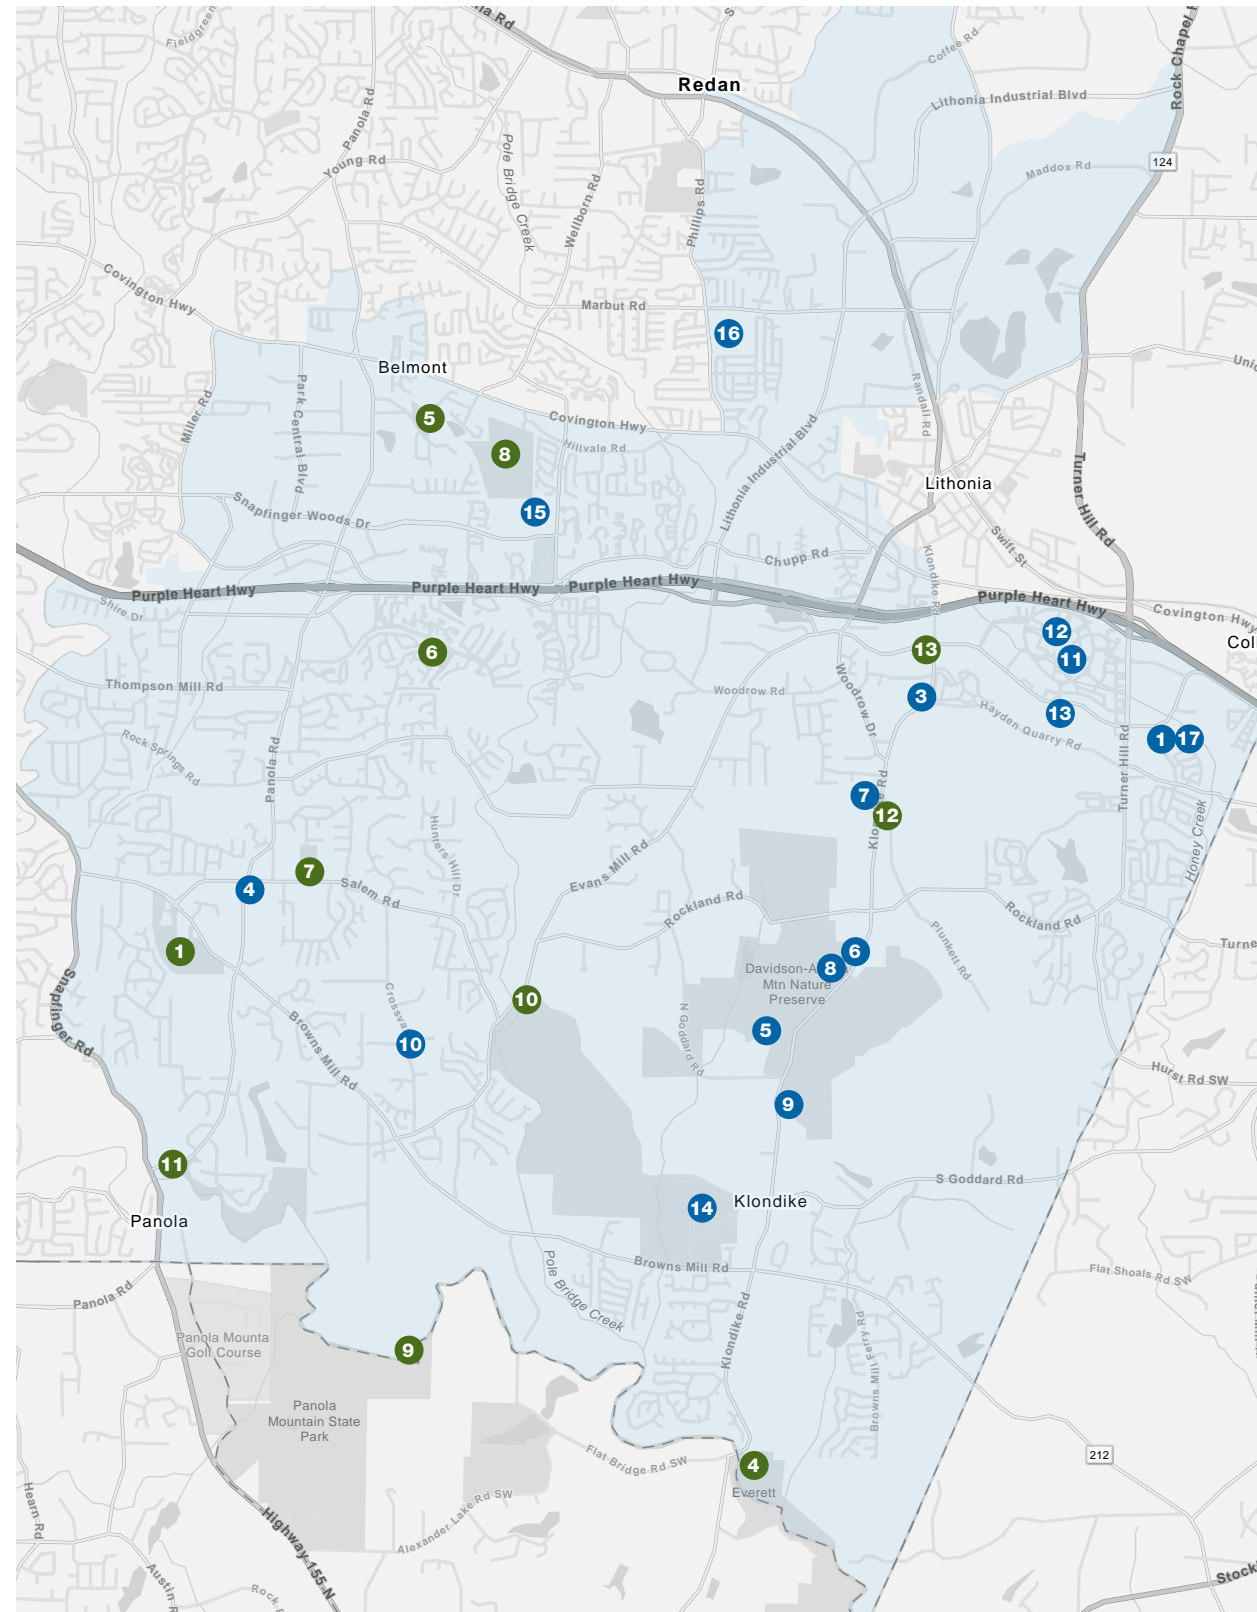 Redan
Fieldgreen
Panola Rd
Young Rd
Pole Bridge Creek
Wellborn Rd
Phillips Rd
Coffee Rd
Lithonia Industrial Blvd
Rock Chapel
Maddox Rd
124
Covington Hwy
Marbut Rd
16
Belmont
Miller Rd
Park Central Blvd
5
Covington Hwy
Hillvale Rd
8
Randall Rd
Lithonia Industrial Blvd
Lithonia
Turner Hill Rd
Snapfinger Woods Dr
15
Swift St
Chupp Rd
Klondike Rd
Purple Heart Hwy
Purple Heart Hwy
Purple Heart Hwy
Purple Heart Hwy
Shire Dr
Covington Hwy
12
6
13
11
Thompson Mill Rd
Woodrow Rd
Woodrow Dr
3
13
Hayden Quarry Rd
Rock Springs Rd
Panola Rd
1
17
Turner Hill Rd
7
12
Hunters Hill Dr
Honey Creek
7
4
Salem Rd
Evans Mill Rd
Rockland Rd
Rockland Rd
Plunkett Rd
1
6
8
Mtn Nature
Preserve
Snapfinger Rd
Browns Mill Rd
10
N Goddard Rd
5
10
Hurst Rd SW
9
11
S Goddard Rd
14
Klondike
Panola
Pole Bridge Creek
Browns Mill Rd
Flat Shoals Rd SW
Panola Rd
Klondike Rd
Browns Mill Ferry Rd
Panola Mounta
Golf Course
9
Panola
Mountain State
Park
Flat Bridge Rd SW
4
Everett
212
Hearn Rd
Alexander Lake Rd SW
Highway 155 N
Austin R
Rock
Stock